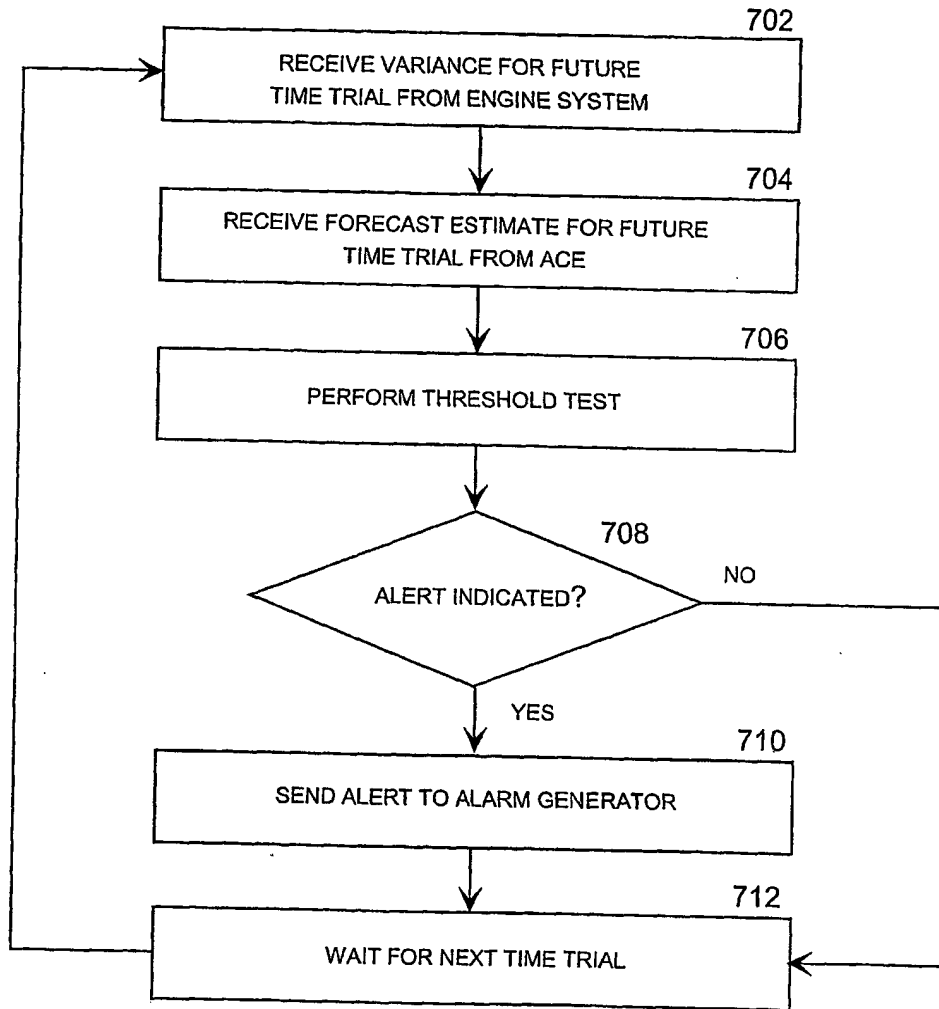 702
RECEIVE VARIANCE FOR FUTURE
TIME TRIAL FROM ENGINE SYSTEM
704
RECEIVE FORECAST ESTIMATE FOR FUTURE
TIME TRIAL FROM ACE
706
PERFORM THRESHOLD TEST
708
ALERT INDICATED?
NO
YES
710
SEND ALERT TO ALARM GENERATOR
712
WAIT FOR NEXT TIME TRIAL